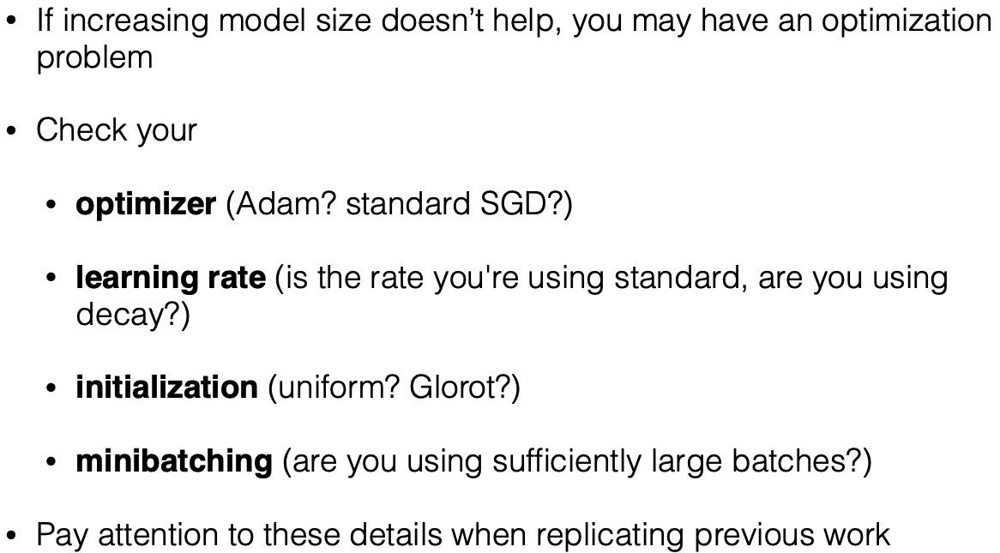 • If increasing model size doesn’t help, you may have an optimization
problem
• Check your
• optimizer (Adam? standard SGD?)
• learning rate (is the rate you're using standard, are you using
decay?)
• initialization (uniform? Glorot?)
• minibatching (are you using sufficiently large batches?)
• Pay attention to these details when replicating previous work